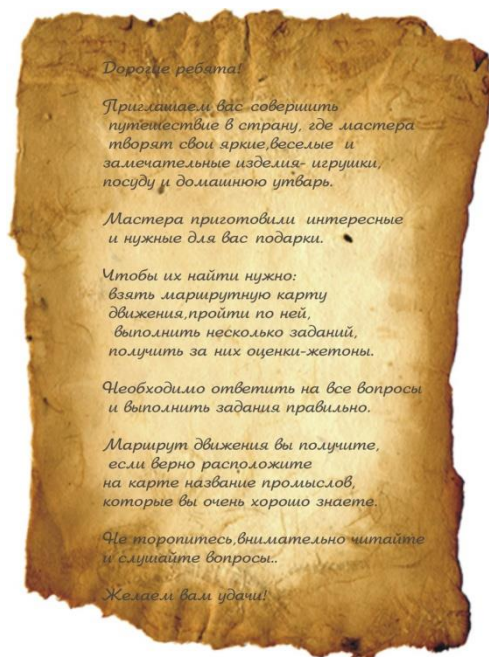 Дорогие ребята!
Приглашаем вас совершить
путешествие в страну, где мастера
творят свои яркие,веселые и
замечательные изделия- игрушки,
посуду и домашнюю утварь.
Мастера приготовили интересные
и нужные для вас подарки.
Чтобы их найти нужно:
взять маршрутную карту
движения,пройти по ней,
выполнить несколько заданий,
получить за них оценки-жетоны.
Необходимо ответить на все вопросы
и выполнить задания правильно.
Маршрут движения вы получите,
если верно расположите
на карте название промыслов,
которые вы очень хорошо знаете.
Не торопитесь,внимательно читайте
и слушайте вопросы..
Желаем вам удачи!